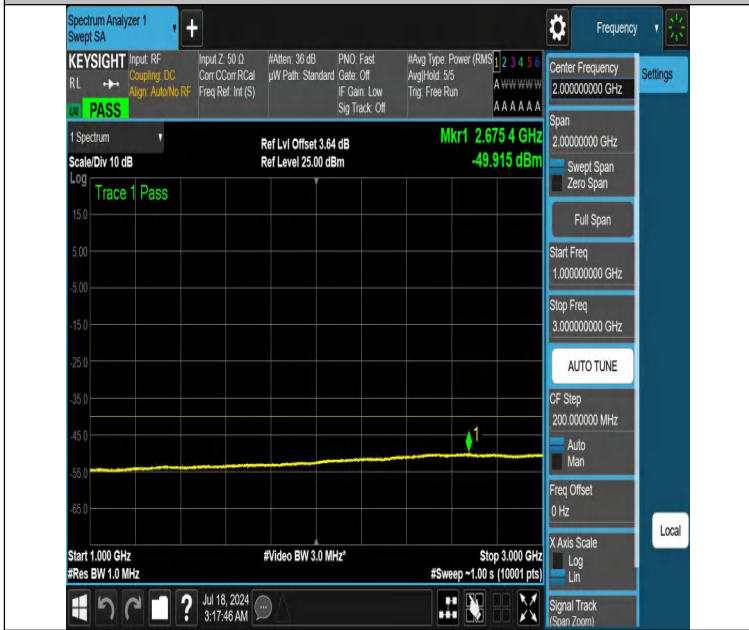 Spectrum Analyzer 1
Swept SA
Frequency
KEYSIGHT
RL
LXI PASS
Input: RF
Coupling: DC
Align: Auto/No RF
Input Z: 50 Ω
Corr CCorr RCal
Freq Ref: Int (S)
#Atten: 36 dB
µW Path: Standard
PNO: Fast
Gate: Off
IF Gain: Low
Sig Track: Off
#Avg Type: Power (RMS
Avg|Hold: 5/5
Trig: Free Run
1 2 3 4 5 6
A W W W W W
A A A A A A
1 Spectrum
Scale/Div 10 dB
Ref Lvl Offset 3.64 dB
Ref Level 25.00 dBm
Mkr1 2.675 4 GHz
-49.915 dBm
Log
Trace 1 Pass
15.0
5.00
-5.00
-15.0
-25.0
-35.0
-45.0
-55.0
-65.0
1
Start 1.000 GHz
#Res BW 1.0 MHz
#Video BW 3.0 MHz*
Stop 3.000 GHz
#Sweep ~1.00 s (10001 pts)
Jul 18, 2024
3:17:46 AM
Center Frequency
2.000000000 GHz
Settings
Span
2.00000000 GHz
Swept Span
Zero Span
Full Span
Start Freq
1.000000000 GHz
Stop Freq
3.000000000 GHz
AUTO TUNE
CF Step
200.000000 MHz
Auto
Man
Freq Offset
0 Hz
X Axis Scale
Log
Lin
Local
Signal Track
(Span Zoom)